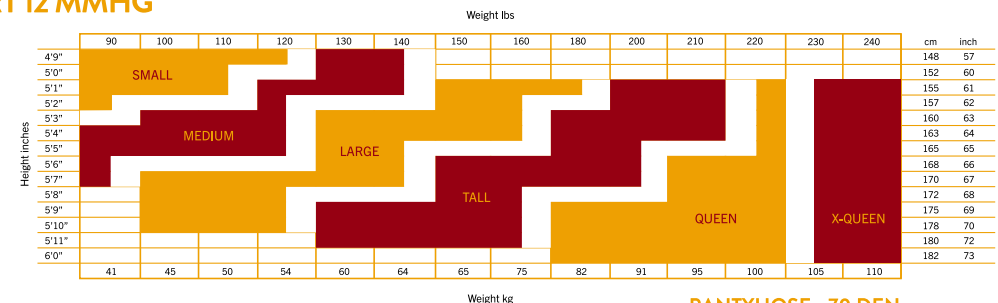 12 MMHG
Weight lbs
90 100 110 120 130 140 150 160 180 200 210 230 240 cm inch
4'9" 148 57
5'0" SMALL 152 60
5'1" 155 61
5'2" 157 62
5'3" 160 63
5'4" MEDIUM 163 64
5'5" LARGE 165 65
5'6" 168 66
5'7" 170 67
5'8" TALL 172 68
5'9" QUEEN X-QUEEN 175 69
5'10" 178 70
5'11" 180 72
6'0" 182 73
Height inches
41 45 50 54 60 64 65 75 82 91 95 100 105 110
Weight kg